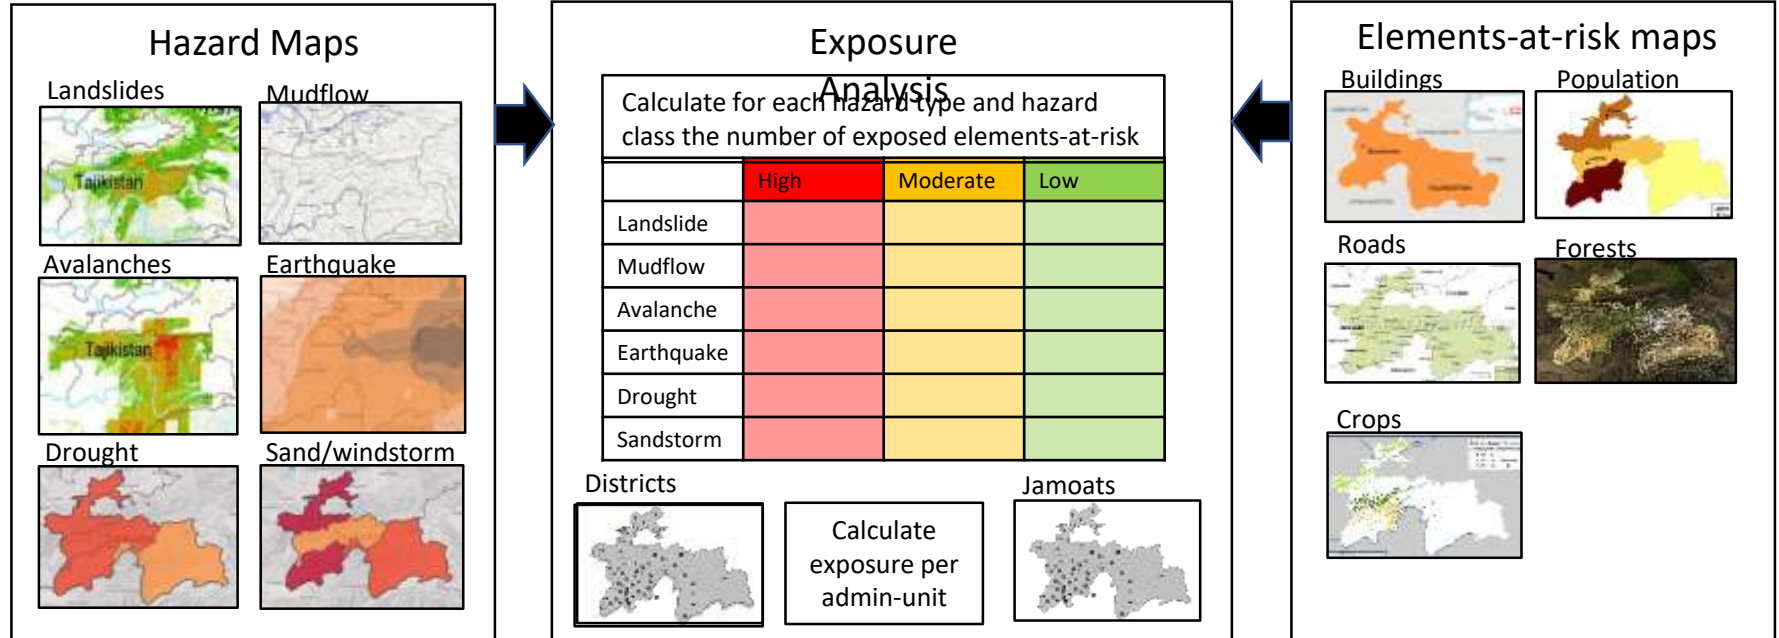 Hazard Maps
Landslides
Mudflow
Tajikistan
Avalanches
Earthquake
Tajikistan
Drought
Sand/windstorm
Exposure
Analysis
Calculate for each hazard type and hazard
class the number of exposed elements-at-risk
High
Moderate
Low
Landslide
Mudflow
Avalanche
Earthquake
Drought
Sandstorm
Districts
Calculate
exposure per
admin-unit
Jamoats
Elements-at-risk maps
Buildings
Population
Roads
Forests
Crops